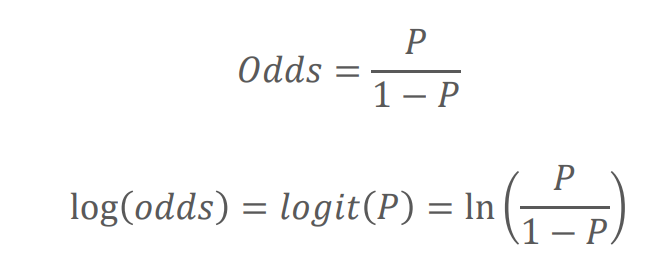 Odds = P / 1 − P
log(odds) = logit(P) = ln(P / 1 − P)